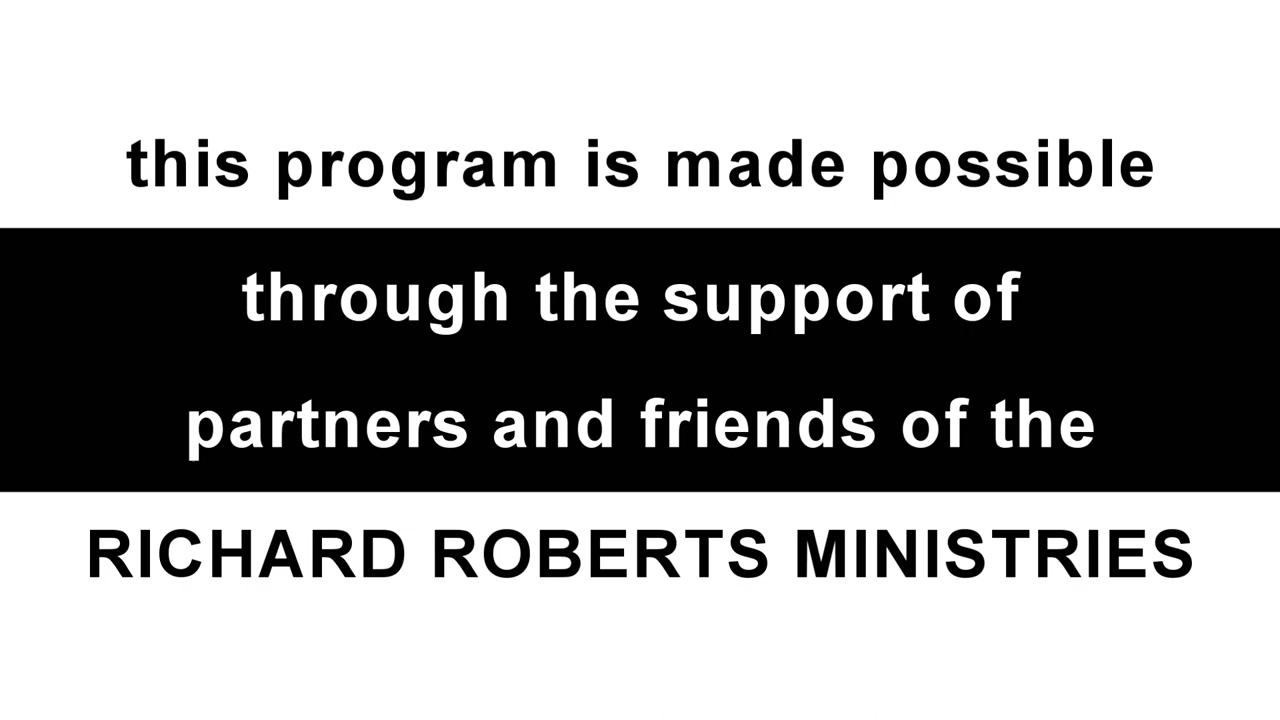 this program is made possible
through the support of
partners and friends of the
RICHARD ROBERTS MINISTRIES